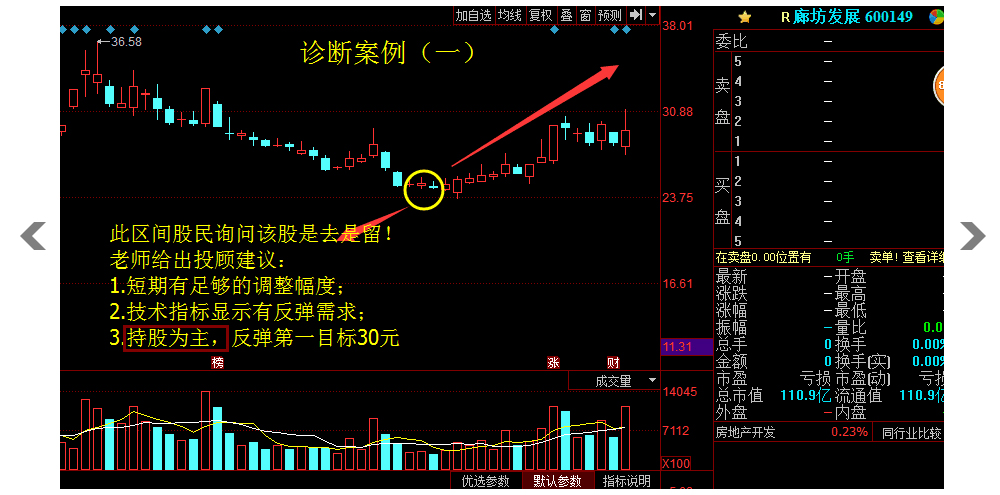 加自选 均线 复权 叠 窗 预测
R 廊坊发展 600149
36.58
诊断案例（一）
38.01
30.88
23.75
16.61
11.31
此区间股民询问该股是去是留！
老师给出投顾建议：
1.短期有足够的调整幅度；
2.技术指标显示有反弹需求；
3.持股为主，反弹第一目标30元
榜 涨 财
成交量
14045
7112
X100
优选参数 默认参数 指标说明
委比 —
卖盘
5 —
4 —
3 —
2 —
1 —
买盘
1 —
2 —
3 —
4 —
5 —
在卖盘0.00位置有 0手 卖单！查看详细
最新 — 开盘
涨跌 — 最高
涨幅 — 最低
振幅 — 量比 0.0
总手 0 换手 0.00%
金额 0 换手(实) 0.00%
市盈 亏损 市盈(动) 亏损
总市值 110.9亿 流通值 110.9亿
外盘 — 内盘
房地产开发 0.23% 同行业比较